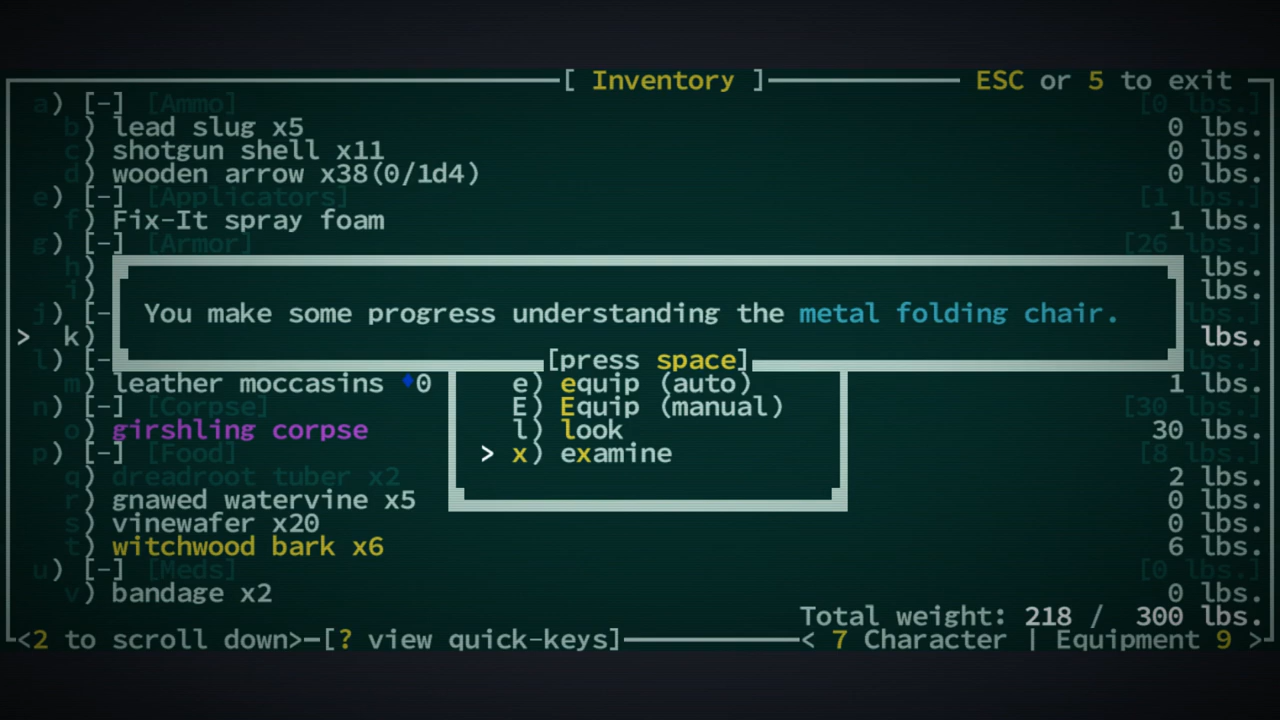 [ Inventory ] ESC or 5 to exit
a) [-] [Ammo] [0 lbs.]
b) lead slug x5 0 lbs.
c) shotgun shell x11 0 lbs.
d) wooden arrow x38(0/1d4) 0 lbs.
e) [-] [Applicators] [1 lbs.]
f) Fix-It spray foam 1 lbs.
g) [-] [Armor] [26 lbs.]
h) lbs.
i) lbs.
j) [- lbs.]
> k) lbs.
l) [- lbs.]
You make some progress understanding the metal folding chair.
[press space]
m) leather moccasins ♦0 1 lbs.
n) [-] [Corpse] [30 lbs.]
o) girshling corpse 30 lbs.
p) [-] [Food] [8 lbs.]
q) dreadroot tuber x2 2 lbs.
r) gnawed watervine x5 0 lbs.
s) vinewafer x20 0 lbs.
t) witchwood bark x6 6 lbs.
u) [-] [Meds] [0 lbs.]
v) bandage x2 0 lbs.
e) equip (auto)
E) Equip (manual)
l) look
> x) examine
Total weight: 218 / 300 lbs.
<2 to scroll down> [? view quick-keys] < 7 Character | Equipment 9 >